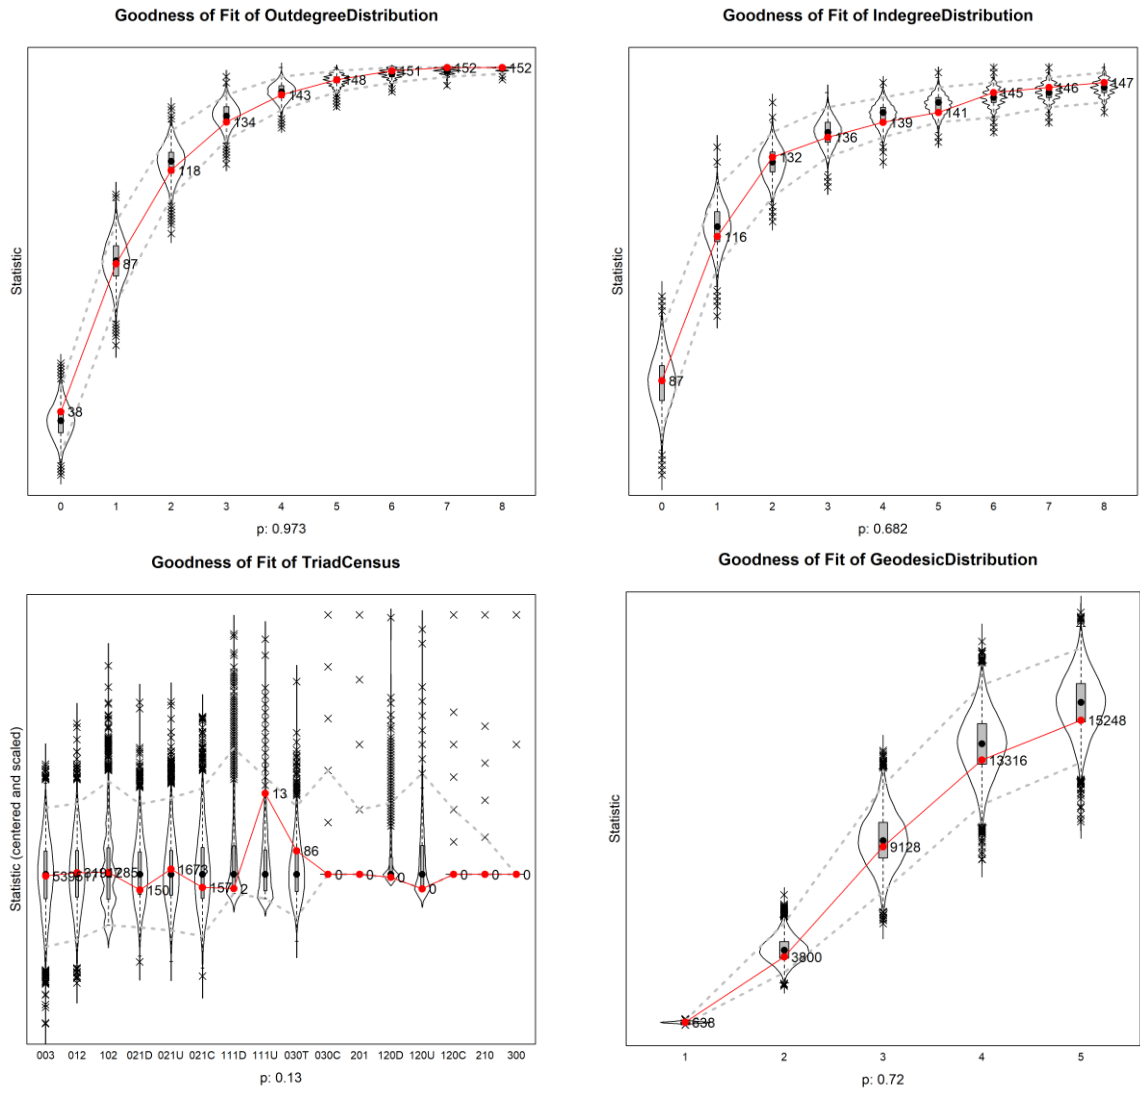 Goodness of Fit of OutdegreeDistribution
Statistic
38
87
118
134
143
148
151
152
152
0 1 2 3 4 5 6 7 8
p: 0.973
Goodness of Fit of IndegreeDistribution
Statistic
87
116
132
136
139
141
145
146
147
0 1 2 3 4 5 6 7 8
p: 0.682
Goodness of Fit of TriadCensus
Statistic (centered and scaled)
285
150
1673
157
2
13
86
0
0
0
0
0
0
0
003 012 102 021D 021U 021C 111D 111U 030T 030C 201 120D 120U 120C 210 300
p: 0.13
Goodness of Fit of GeodesicDistribution
Statistic
638
3800
9128
13316
15248
1 2 3 4 5
p: 0.72